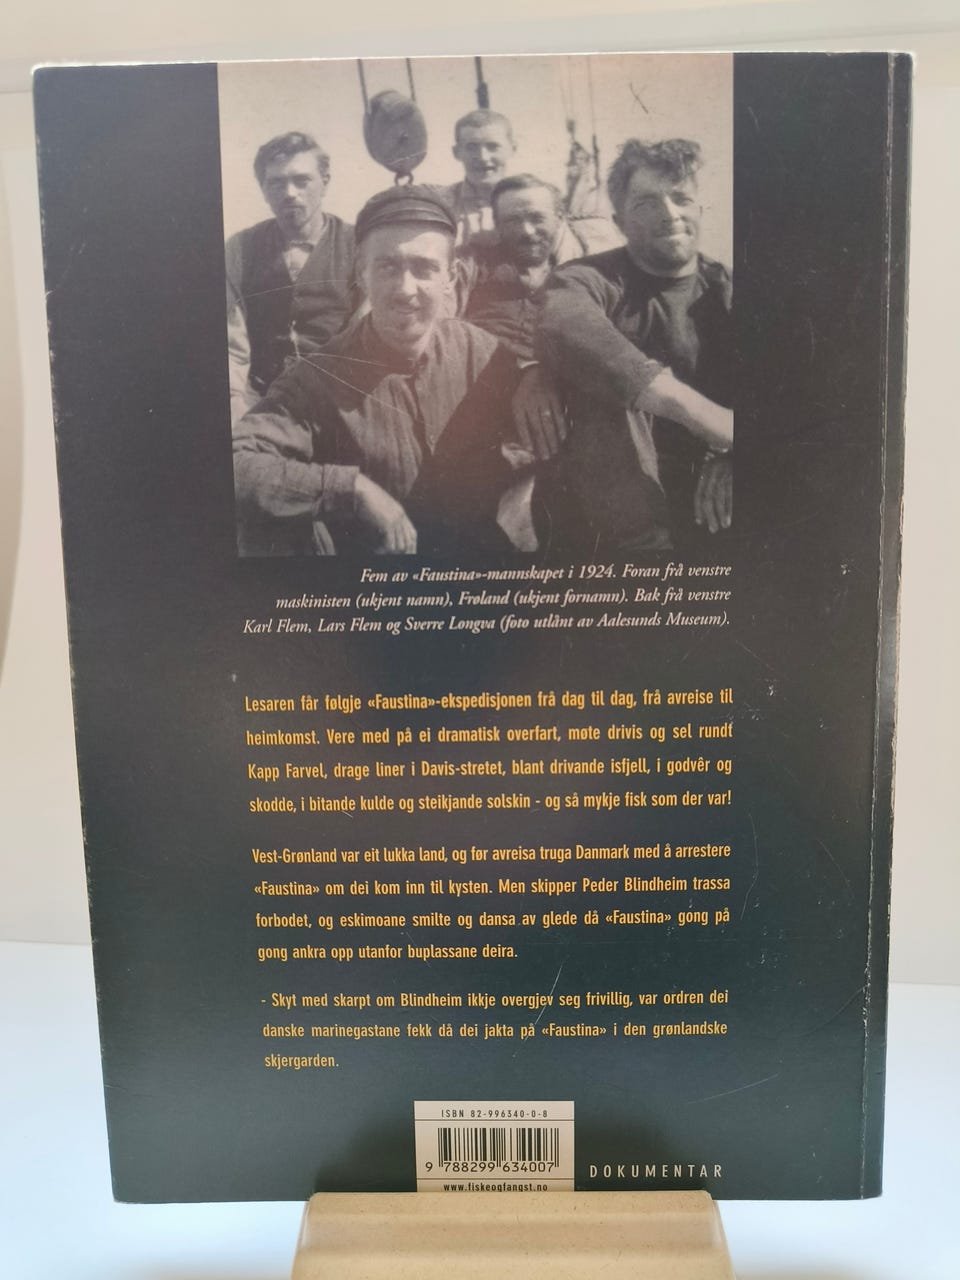 Fem av «Faustina»-mannskapet i 1924. Foran frå venstre
maskinisten (ukjent namn), Frøland (ukjent fornamn). Bak frå venstre
Karl Flem, Lars Flem og Sverre Longva (foto utlånt av Aalesunds Museum).
Lesaren får følgje «Faustina»-ekspedisjonen frå dag til dag, frå avreise til
heimkomst. Vere med på ei dramatisk overfart, møte drivis og sel rundt
Kapp Farvel, drage liner i Davis-stretet, blant drivande isfjell, i godvêr og
skodde, i bitande kulde og steikjande solskin - og så mykje fisk som der var!
Vest-Grønland var eit lukka land, og før avreisa truga Danmark med å arrestere
«Faustina» om dei kom inn til kysten. Men skipper Peder Blindheim trassa
forbodet, og eskimoane smilte og dansa av glede då «Faustina» gong på
gong ankra opp utanfor buplassane deira.
- Skyt med skarpt om Blindheim ikkje overgjev seg frivillig, var ordren dei
danske marinegastane fekk då dei jakta på «Faustina» i den grønlandske
skjergarden.
ISBN 82-996340-0-8
9 788299 634007
www.fiskeogfangst.no
DOKUMENTAR